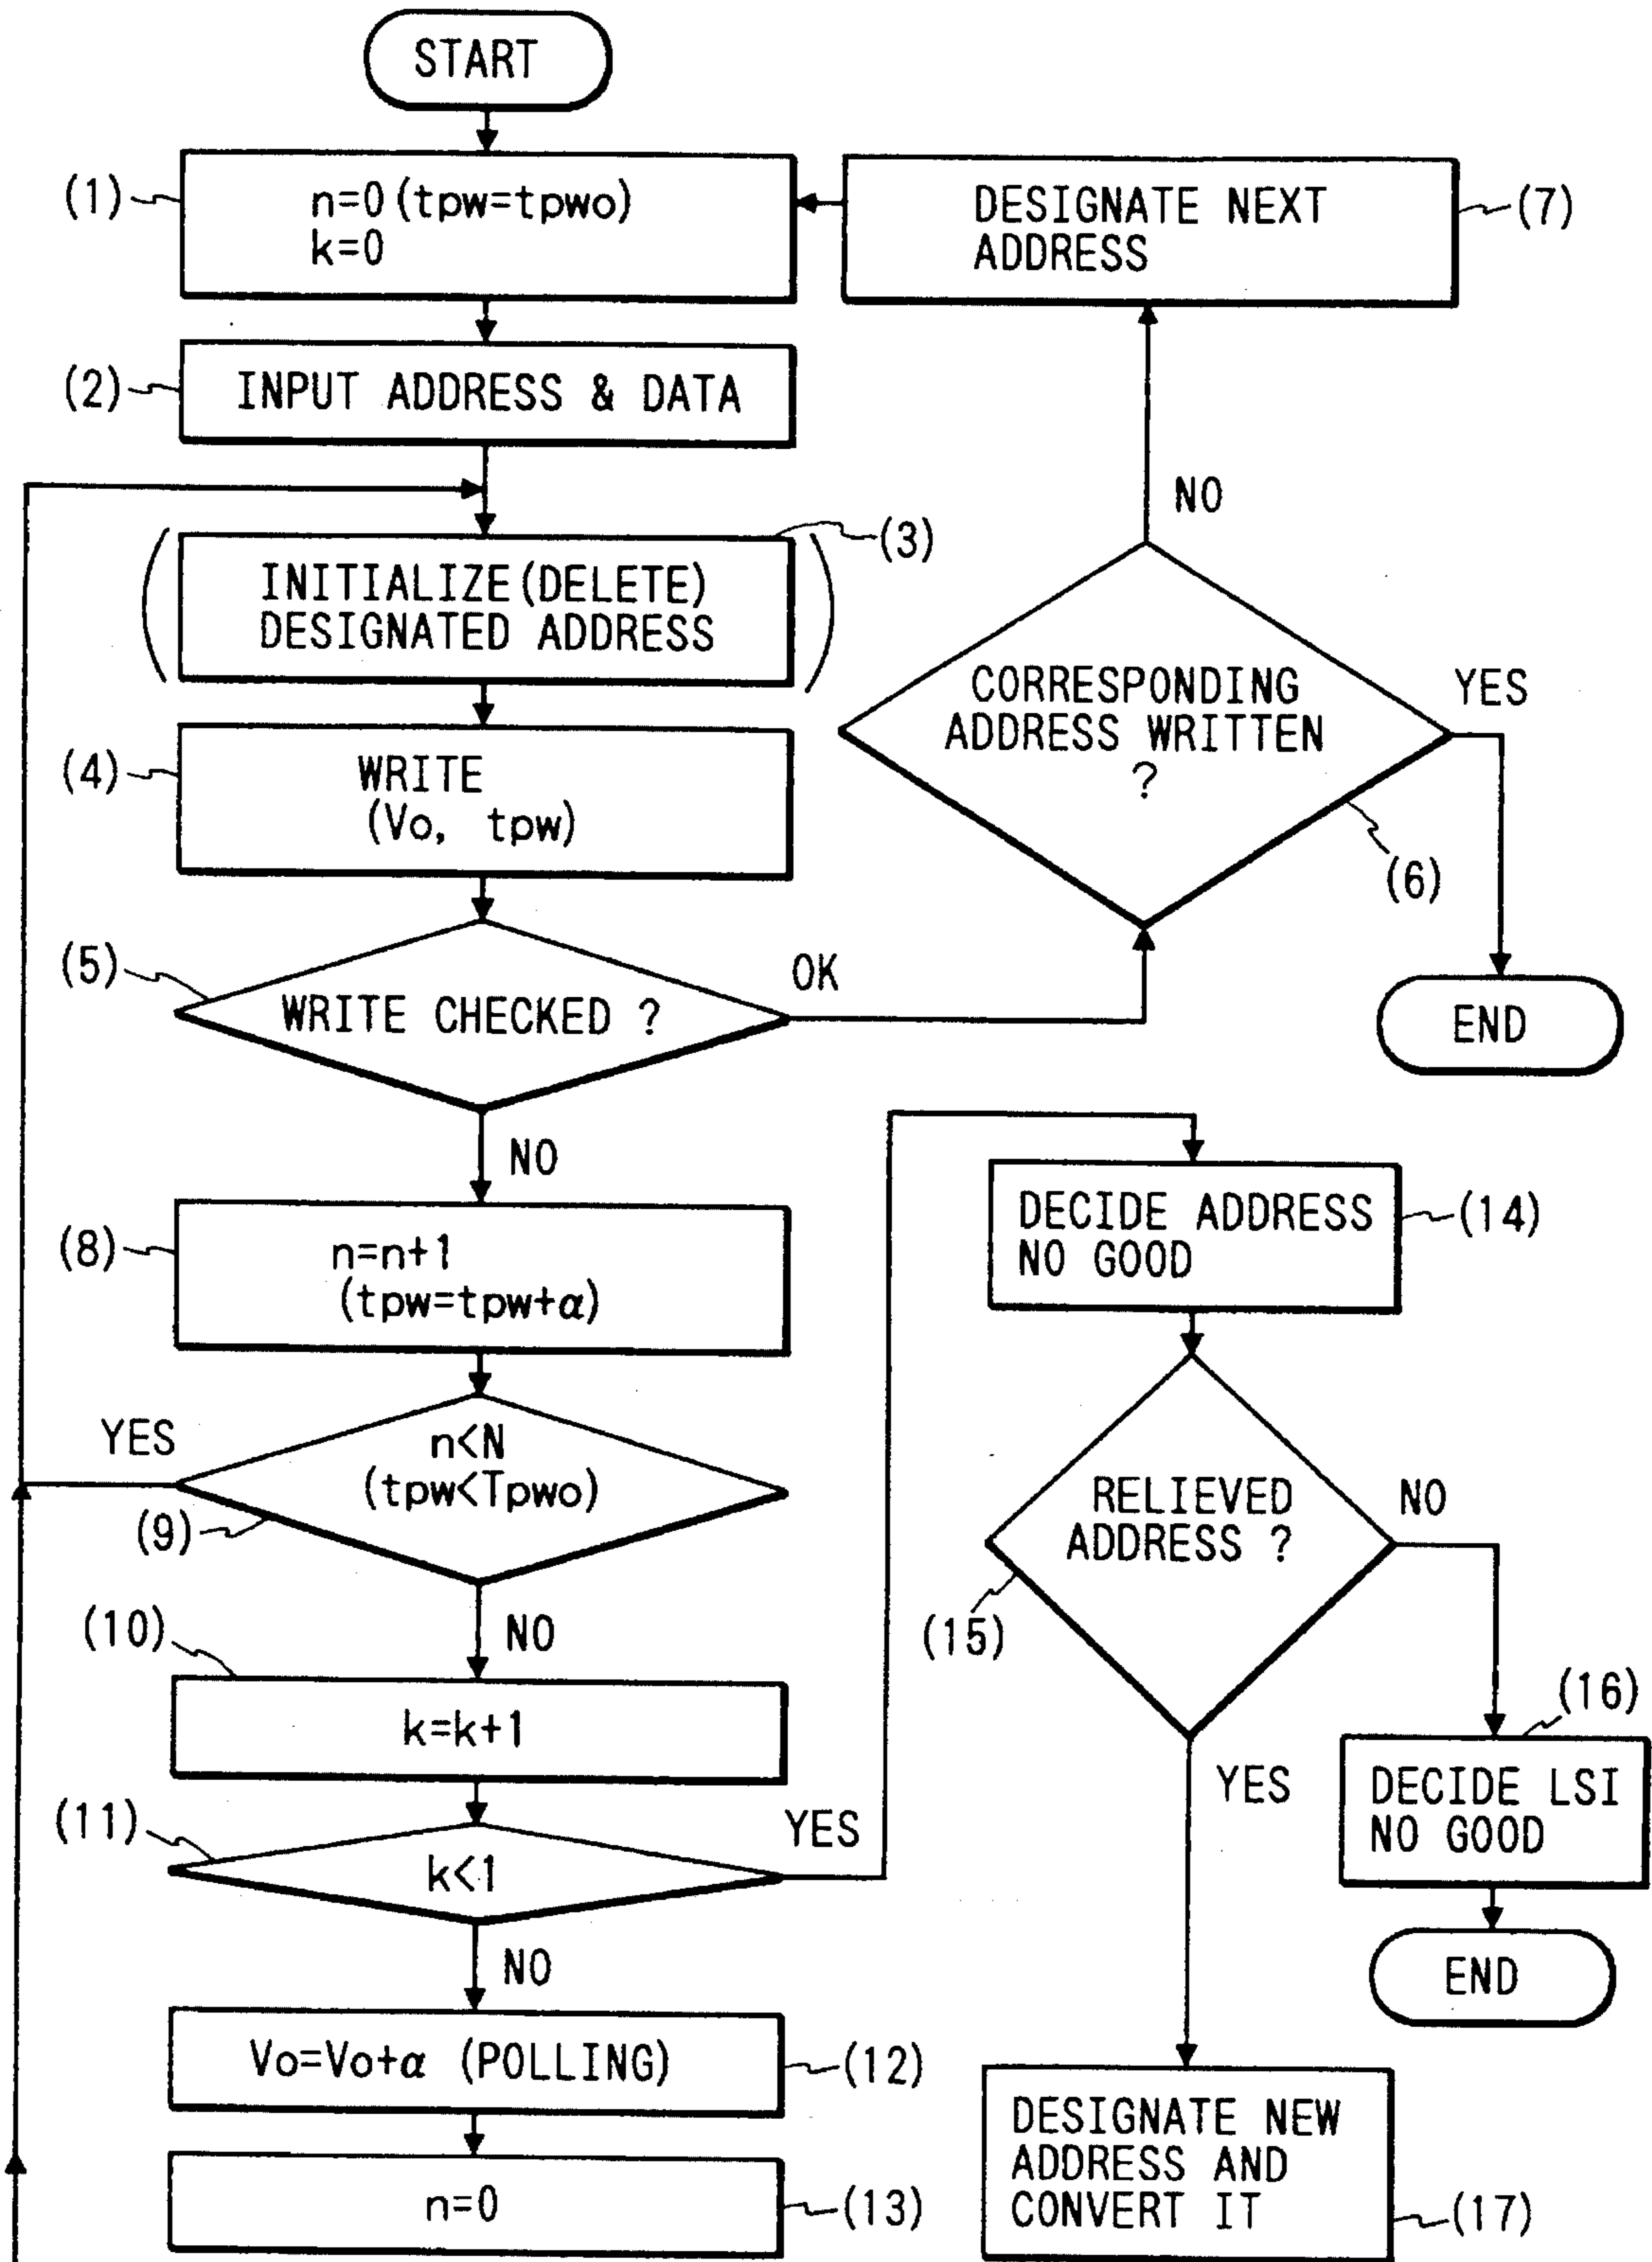 START
(1)
n=0 (tpw=tpwo)
k=0
DESIGNATE NEXT
ADDRESS
(7)
(2)
INPUT ADDRESS & DATA
NO
(3)
INITIALIZE (DELETE)
DESIGNATED ADDRESS
CORRESPONDING
ADDRESS WRITTEN
?
YES
(6)
(4)
WRITE
(Vo, tpw)
(5)
WRITE CHECKED ?
OK
END
NO
(8)
n=n+1
(tpw=tpw+α)
DECIDE ADDRESS
NO GOOD
(14)
YES
n<N
(tpw<Tpwo)
(9)
RELIEVED
ADDRESS ?
NO
(15)
NO
(10)
k=k+1
(16)
DECIDE LSI
NO GOOD
YES
(11)
k<1
YES
END
NO
Vo=Vo+α (POLLING)
(12)
DESIGNATE NEW
ADDRESS AND
CONVERT IT
(17)
n=0
(13)